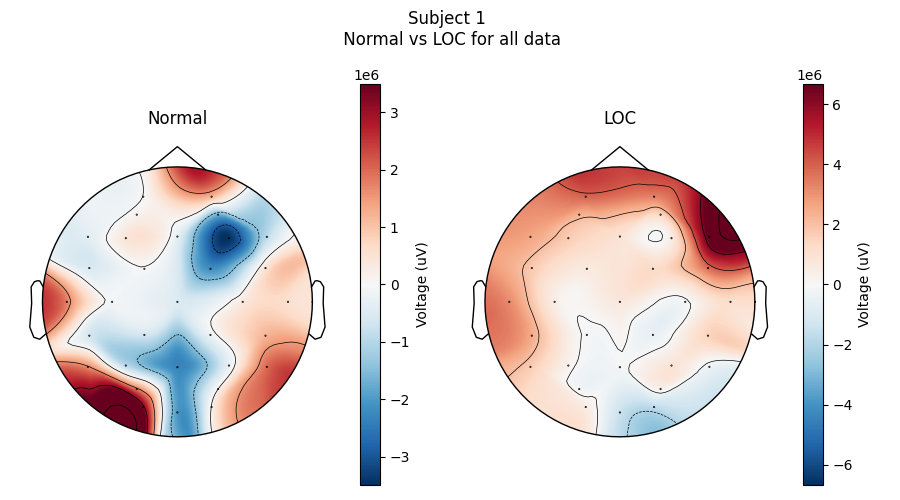 Subject 1
Normal vs LOC for all data
Normal
1e6
3
2
1
0
−1
−2
−3
Voltage (uV)
LOC
1e6
6
4
2
0
−2
−4
−6
Voltage (uV)